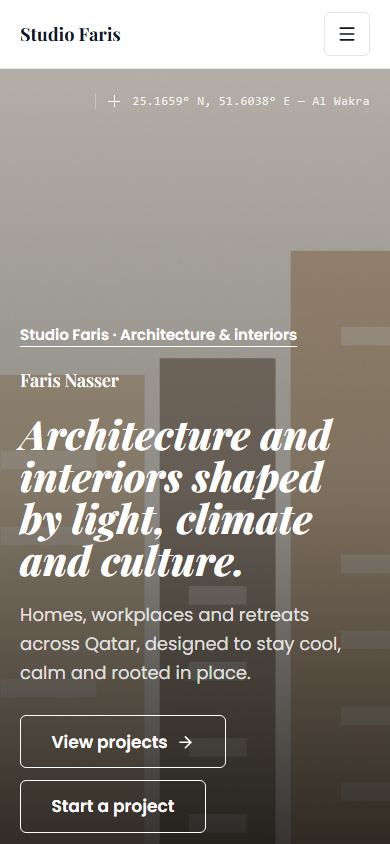 Studio Faris
25.1659° N, 51.6038° E — Al Wakra
Studio Faris · Architecture & interiors
Faris Nasser
Architecture and
interiors shaped
by light, climate
and culture.
Homes, workplaces and retreats
across Qatar, designed to stay cool,
calm and rooted in place.
View projects →
Start a project